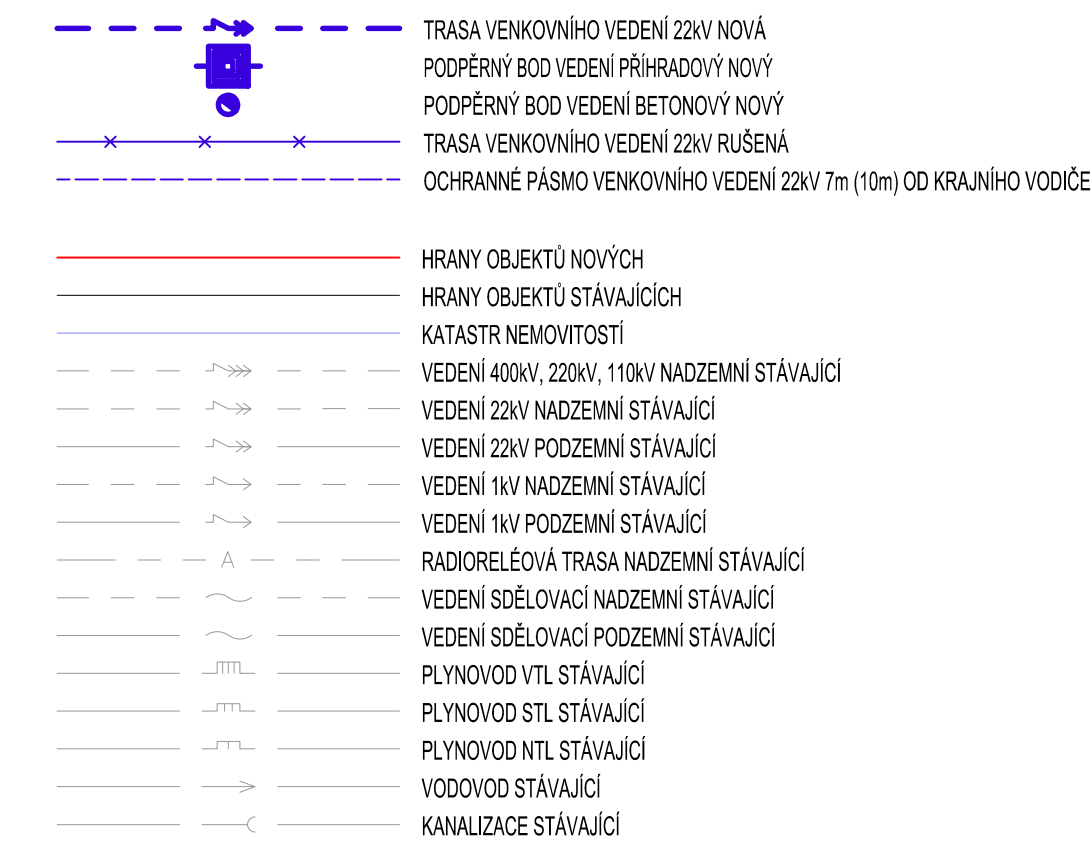 TRASA VENKOVNÍHO VEDENÍ 22kV NOVÁ
PODPĚRNÝ BOD VEDENÍ PŘÍHRADOVÝ NOVÝ
PODPĚRNÝ BOD VEDENÍ BETONOVÝ NOVÝ
TRASA VENKOVNÍHO VEDENÍ 22kV RUŠENÁ
OCHRANNÉ PÁSMO VENKOVNÍHO VEDENÍ 22kV 7m (10m) OD KRAJNÍHO VODIČE
HRANY OBJEKTŮ NOVÝCH
HRANY OBJEKTŮ STÁVAJÍCÍCH
KATASTR NEMOVITOSTÍ
VEDENÍ 400kV, 220kV, 110kV NADZEMNÍ STÁVAJÍCÍ
VEDENÍ 22kV NADZEMNÍ STÁVAJÍCÍ
VEDENÍ 22kV PODZEMNÍ STÁVAJÍCÍ
VEDENÍ 1kV NADZEMNÍ STÁVAJÍCÍ
VEDENÍ 1kV PODZEMNÍ STÁVAJÍCÍ
A RADIORELÉOVÁ TRASA NADZEMNÍ STÁVAJÍCÍ
VEDENÍ SDĚLOVACÍ NADZEMNÍ STÁVAJÍCÍ
VEDENÍ SDĚLOVACÍ PODZEMNÍ STÁVAJÍCÍ
PLYNOVOD VTL STÁVAJÍCÍ
PLYNOVOD STL STÁVAJÍCÍ
PLYNOVOD NTL STÁVAJÍCÍ
VODOVOD STÁVAJÍCÍ
KANALIZACE STÁVAJÍCÍ